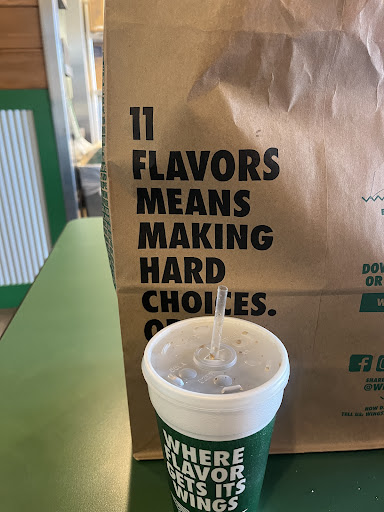 11
FLAVORS
MEANS
MAKING
HARD
CHOICES.
WHERE
FLAVOR
GETS ITS
WINGS